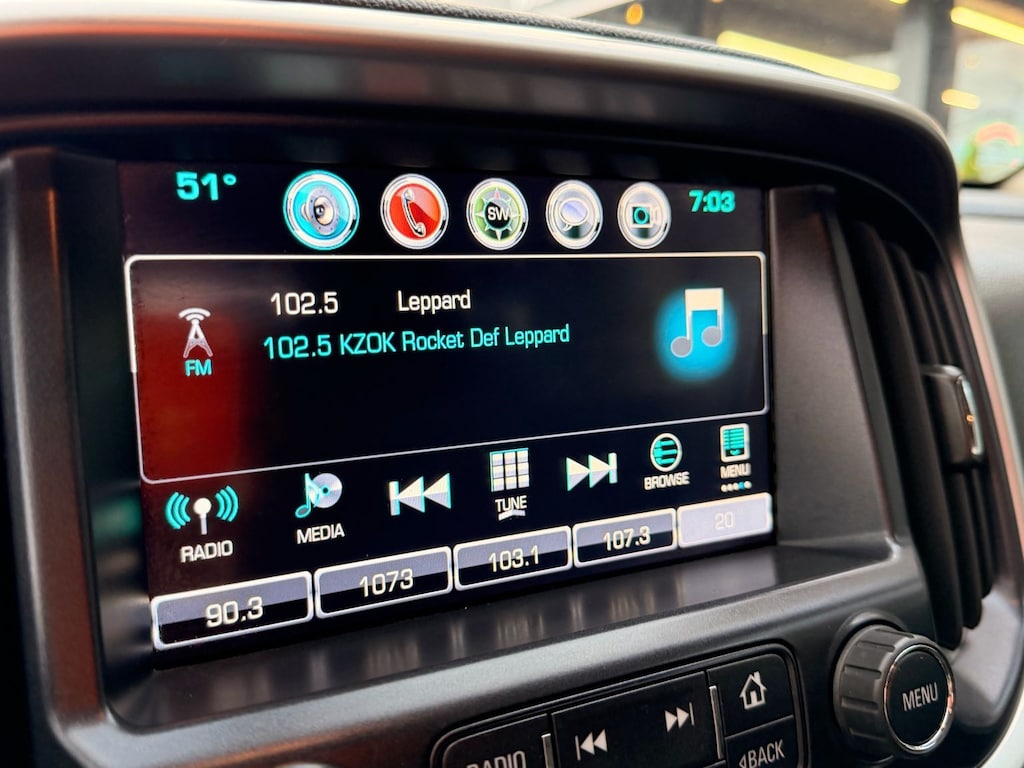 51° SW 7:03
102.5 Leppard
102.5 KZOK Rocket Def Leppard
FM
RADIO MEDIA TUNE BROWSE MENU
90.3 1073 103.1 107.3 20
MENU
RADIO
BACK